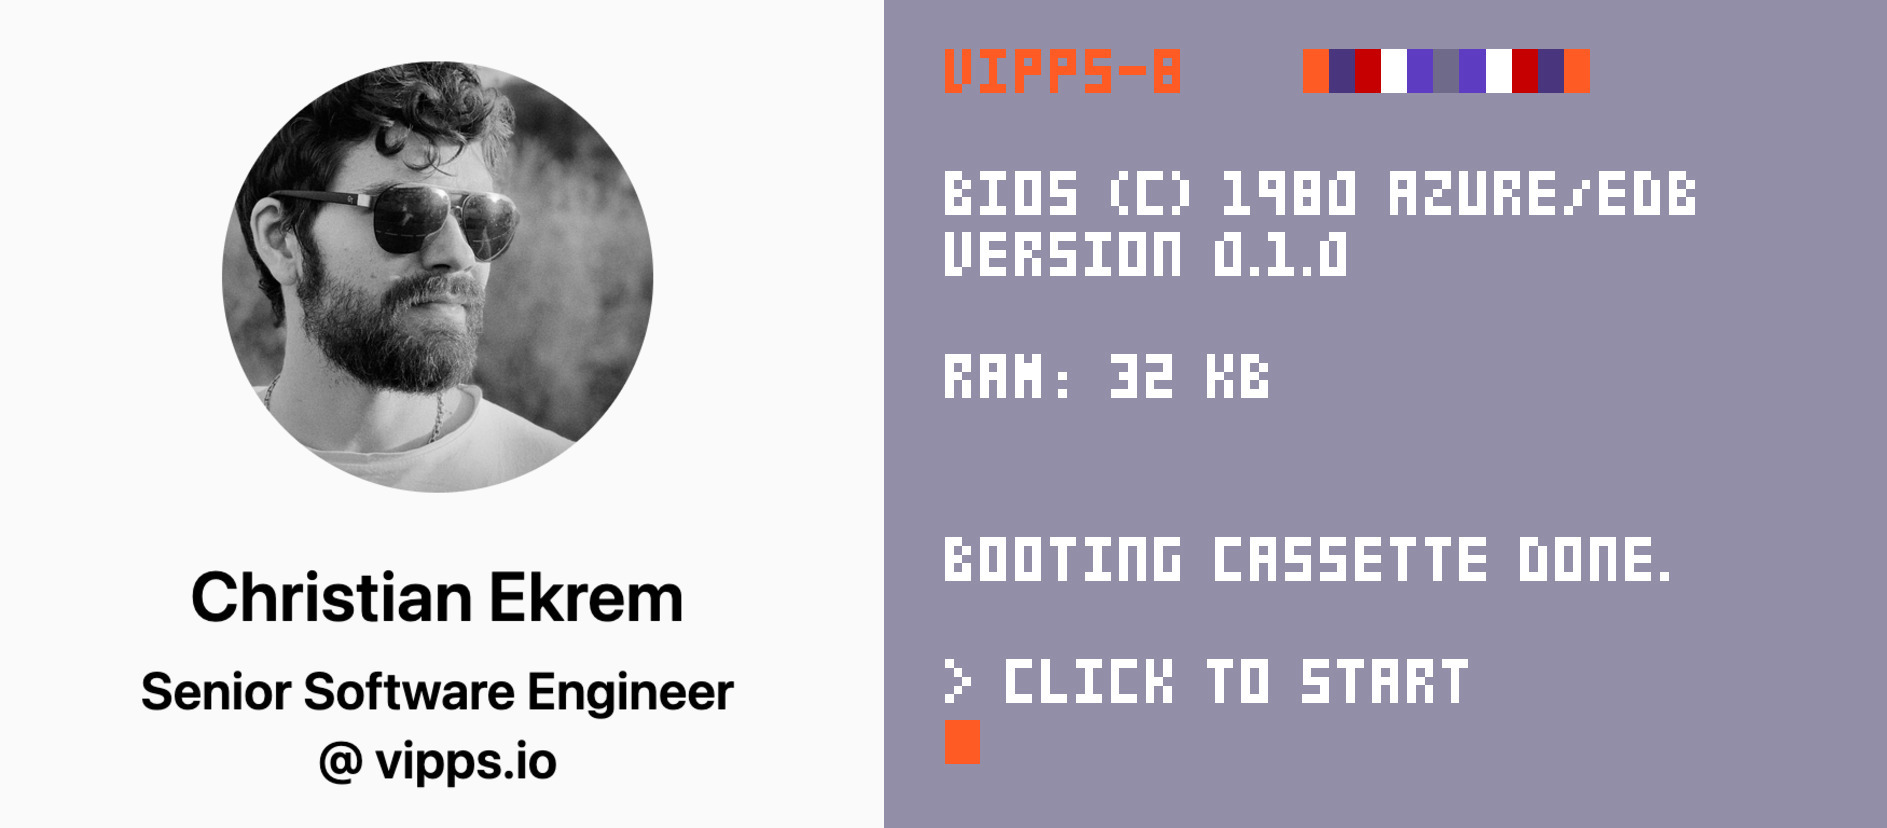 Christian Ekrem
Senior Software Engineer
@ vipps.io
VIPPS-8
BIOS (C) 1980 AZURE/EDB
VERSION 0.1.0
RAM: 32 KB
BOOTING CASSETTE DONE.
> CLICK TO START